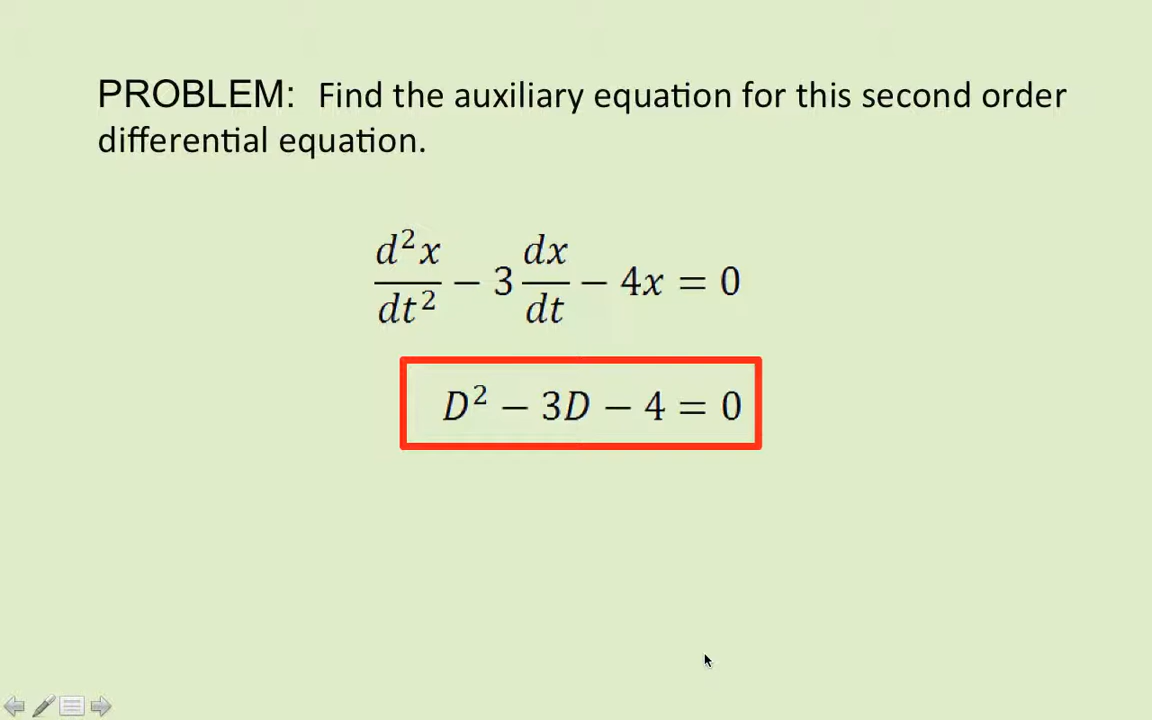 PROBLEM: Find the auxiliary equation for this second order
differential equation.
d²x/dt² − 3 dx/dt − 4x = 0
D² − 3D − 4 = 0